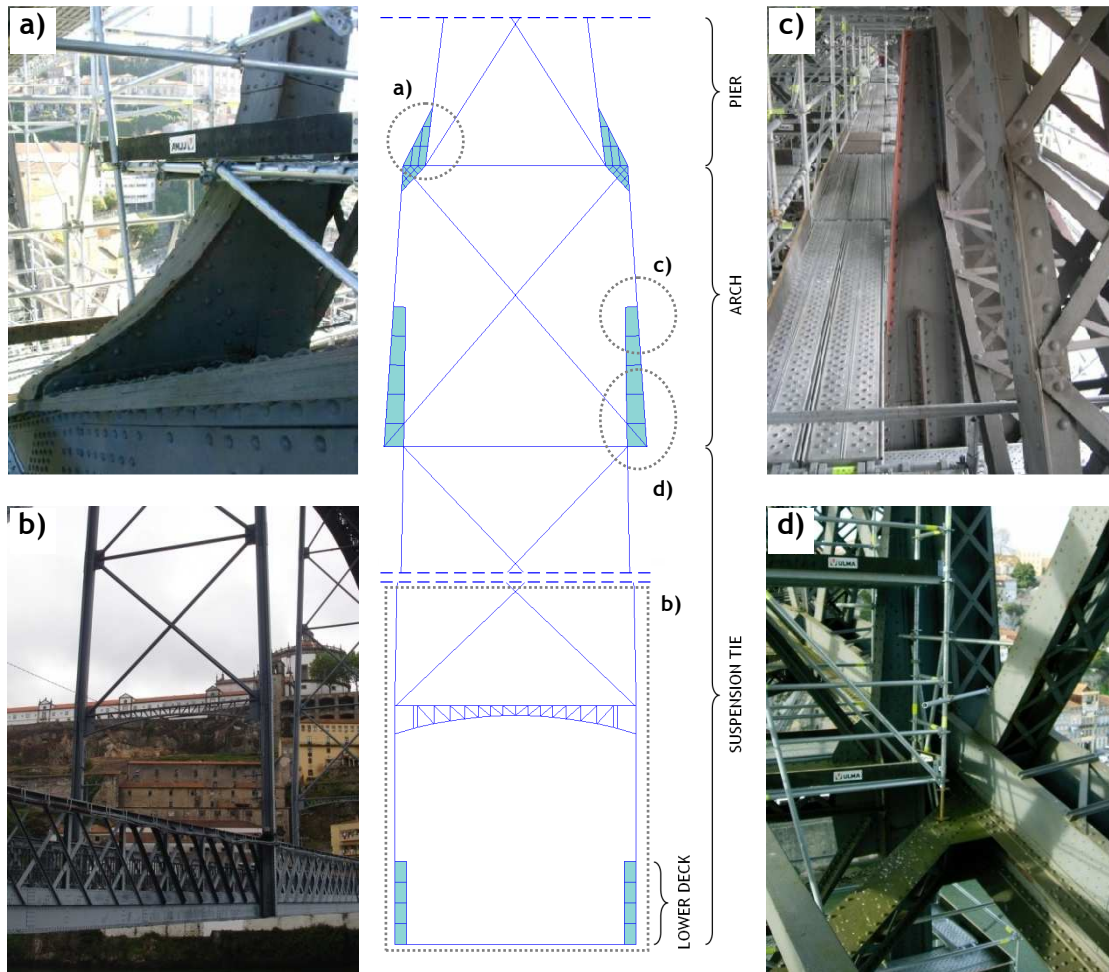 a)
a)
c)
PIER
ULMA
c)
ARCH
d)
b)
b)
SUSPENSION TIE
LOWER DECK
d)
ULMA
ULMA